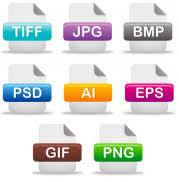 TIFF JPG BMP
PSD AI EPS
GIF PNG